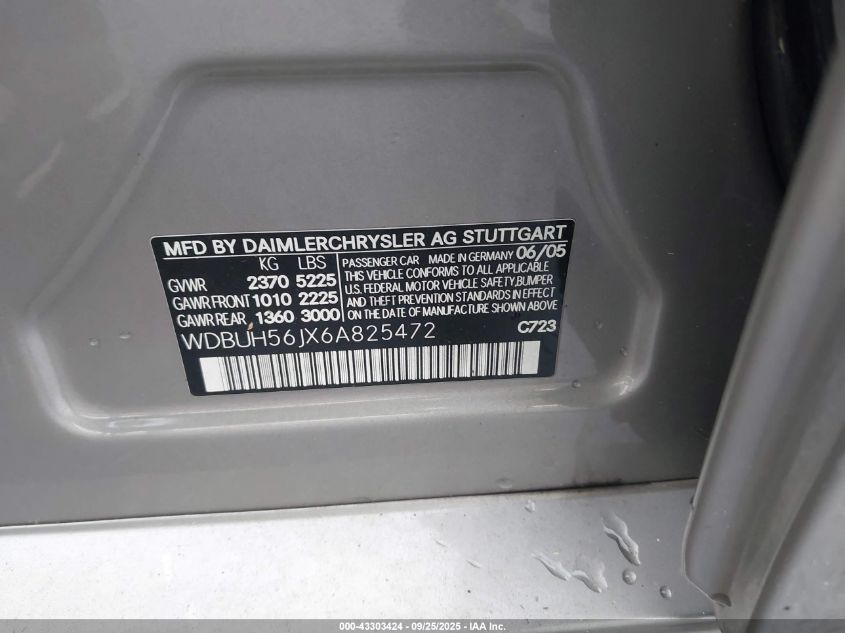 MFD BY DAIMLERCHRYSLER AG STUTTGART
KG LBS
GVWR 2370 5225
GAWR FRONT 1010 2225
GAWR REAR 1360 3000
PASSENGER CAR MADE IN GERMANY 06/05
THIS VEHICLE CONFORMS TO ALL APPLICABLE
U.S. FEDERAL MOTOR VEHICLE SAFETY,BUMPER
AND THEFT PREVENTION STANDARDS IN EFFECT
ON THE DATE OF MANUFACTURE SHOWN ABOVE
WDBUH56JX6A825472
C723
000-43303424 - 09/25/2025 - IAA Inc.